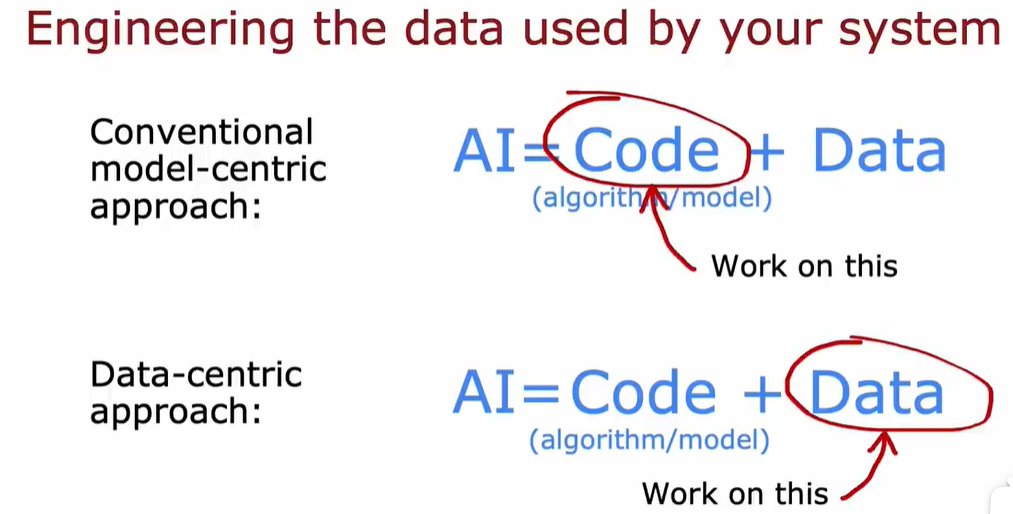 Engineering the data used by your system
Conventional
model-centric
approach:
AI=Code + Data
(algorithm/model)
Work on this
Data-centric
approach:
AI=Code + Data
(algorithm/model)
Work on this